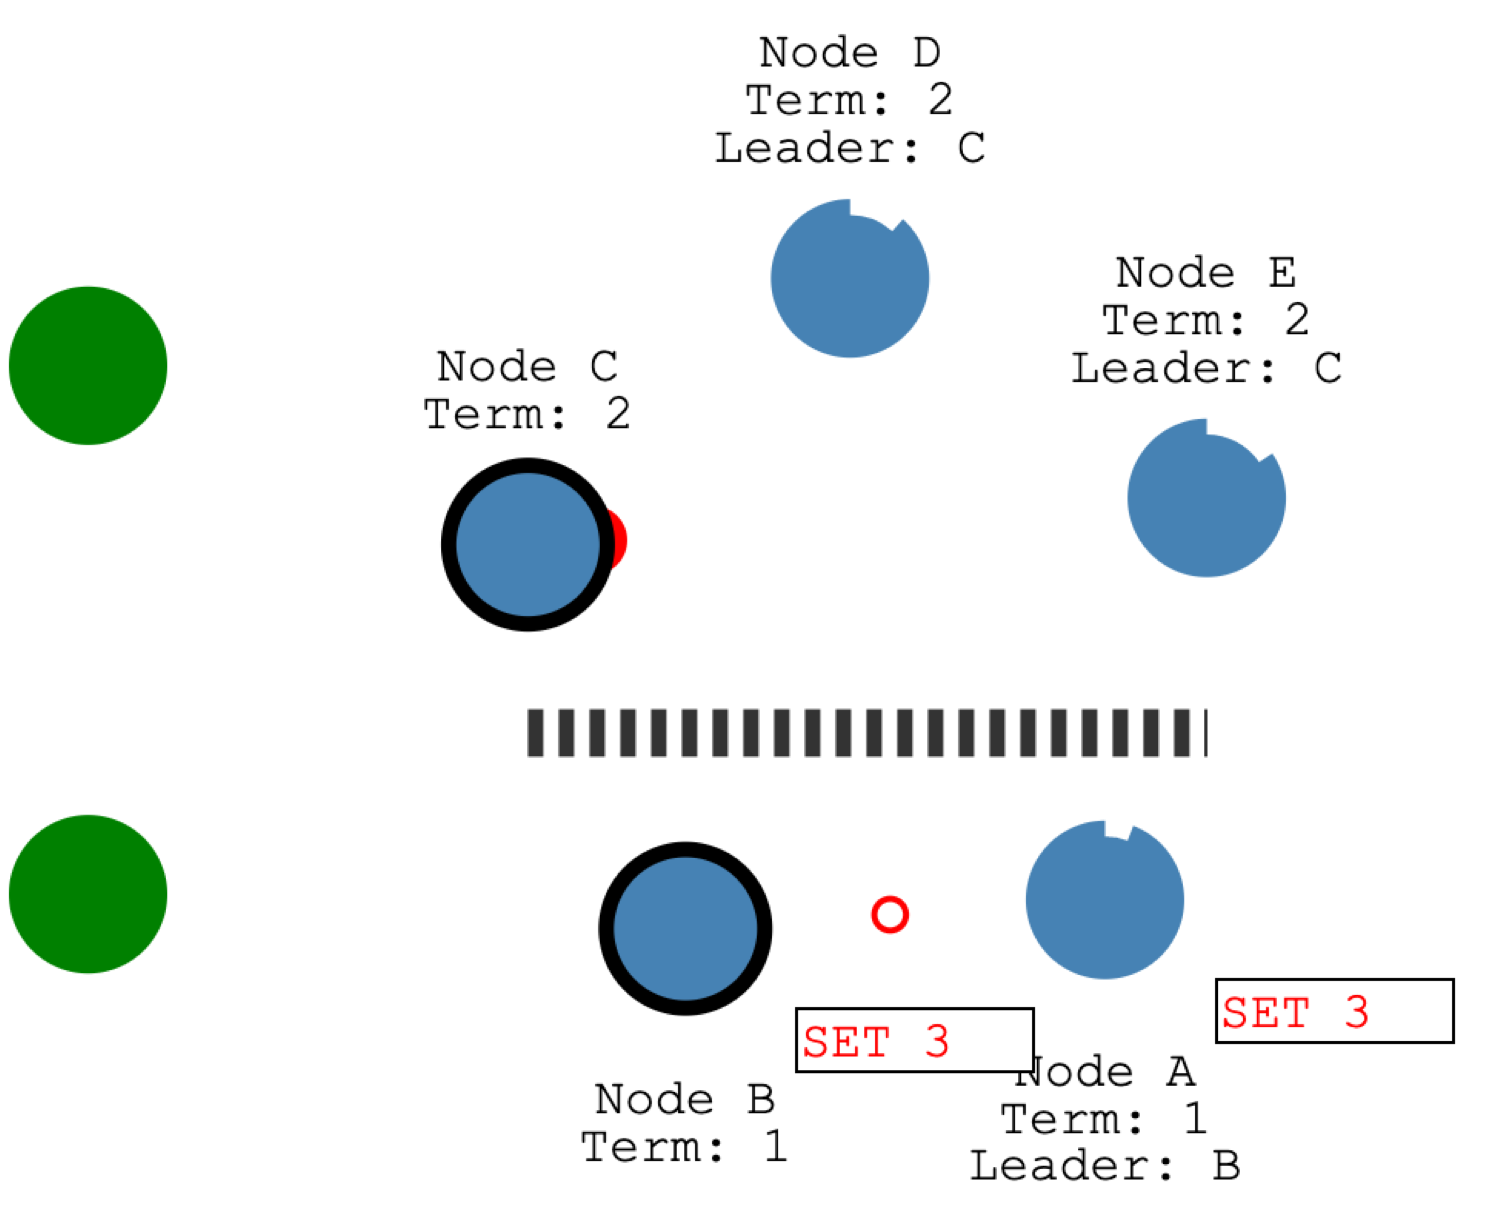 Node D
Term: 2
Leader: C
Node E
Term: 2
Leader: C
Node C
Term: 2
SET 3
SET 3
Node B
Term: 1
Node A
Term: 1
Leader: B